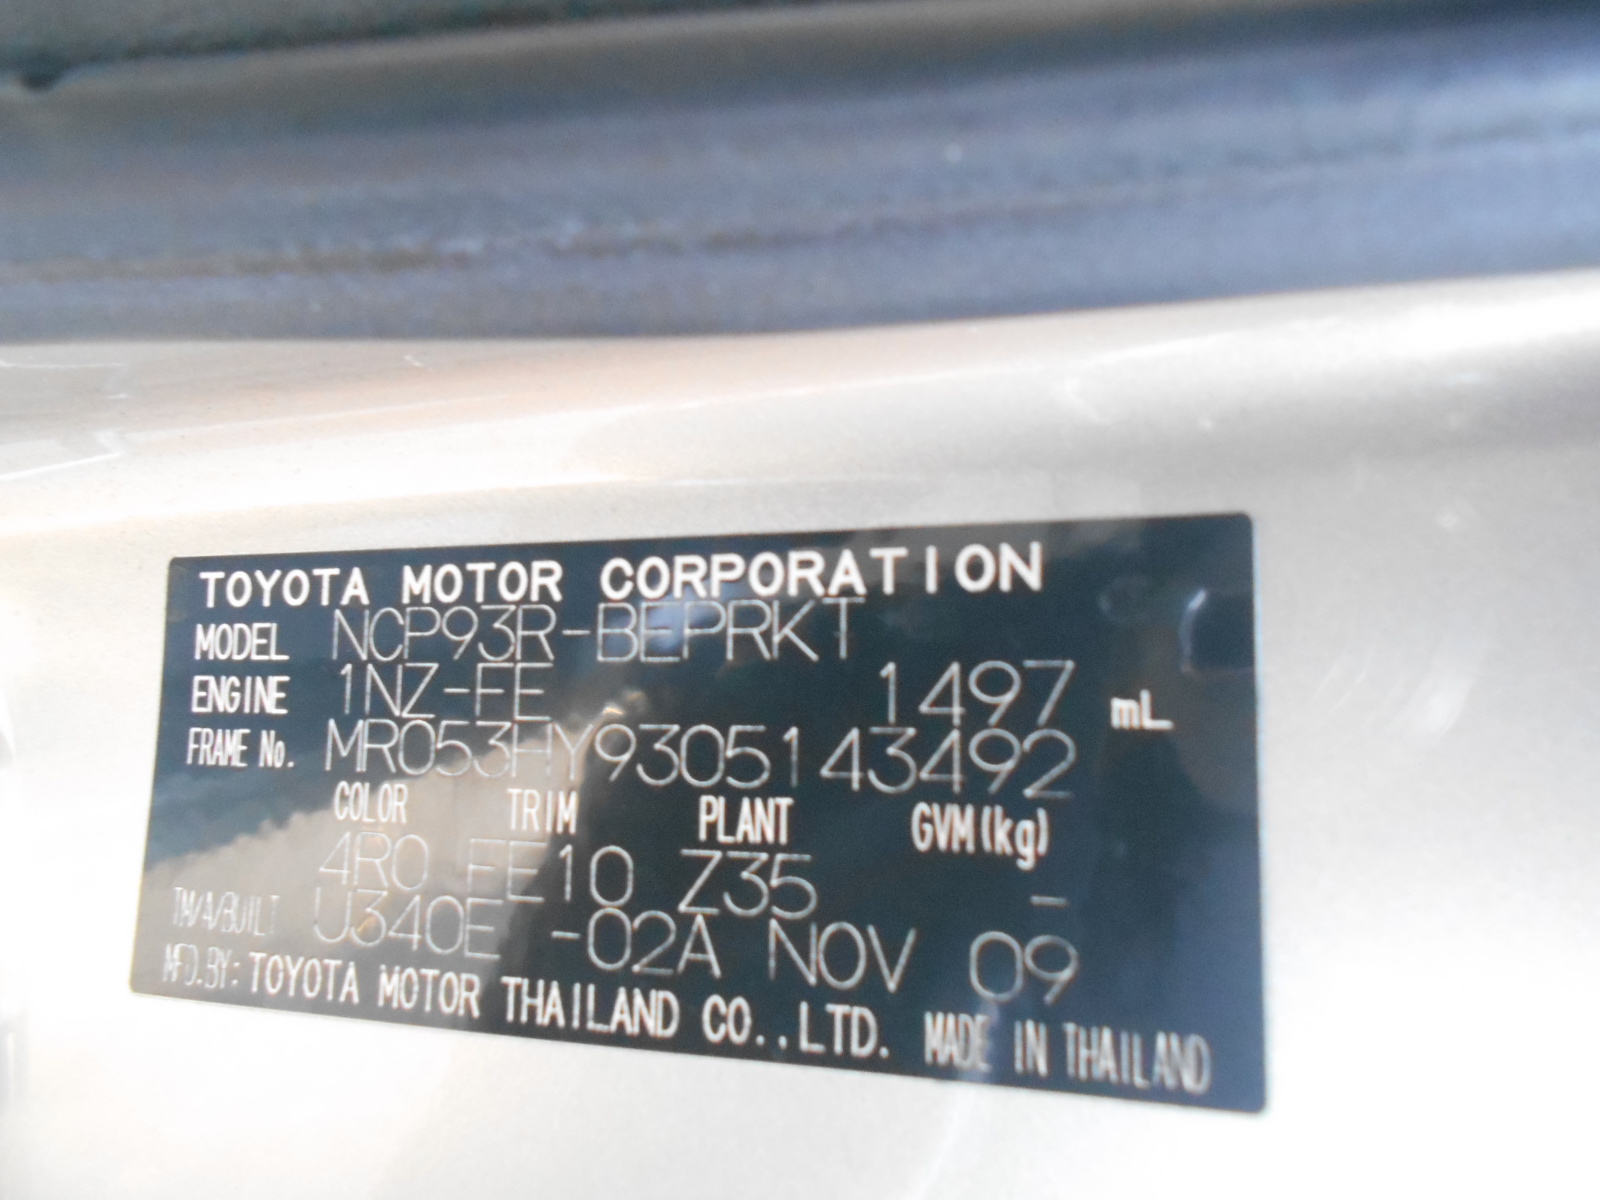 TOYOTA MOTOR CORPORATION
MODEL NCP93R-BEPRKT
ENGINE 1NZ-FE 1497 mL
FRAME No. MR053HY9305143492
COLOR TRIM PLANT GVM(kg)
4R0 FE10 Z35 -
TM/A/BUILT U340E -02A NOV 09
MFD.BY: TOYOTA MOTOR THAILAND CO.,LTD. MADE IN THAILAND